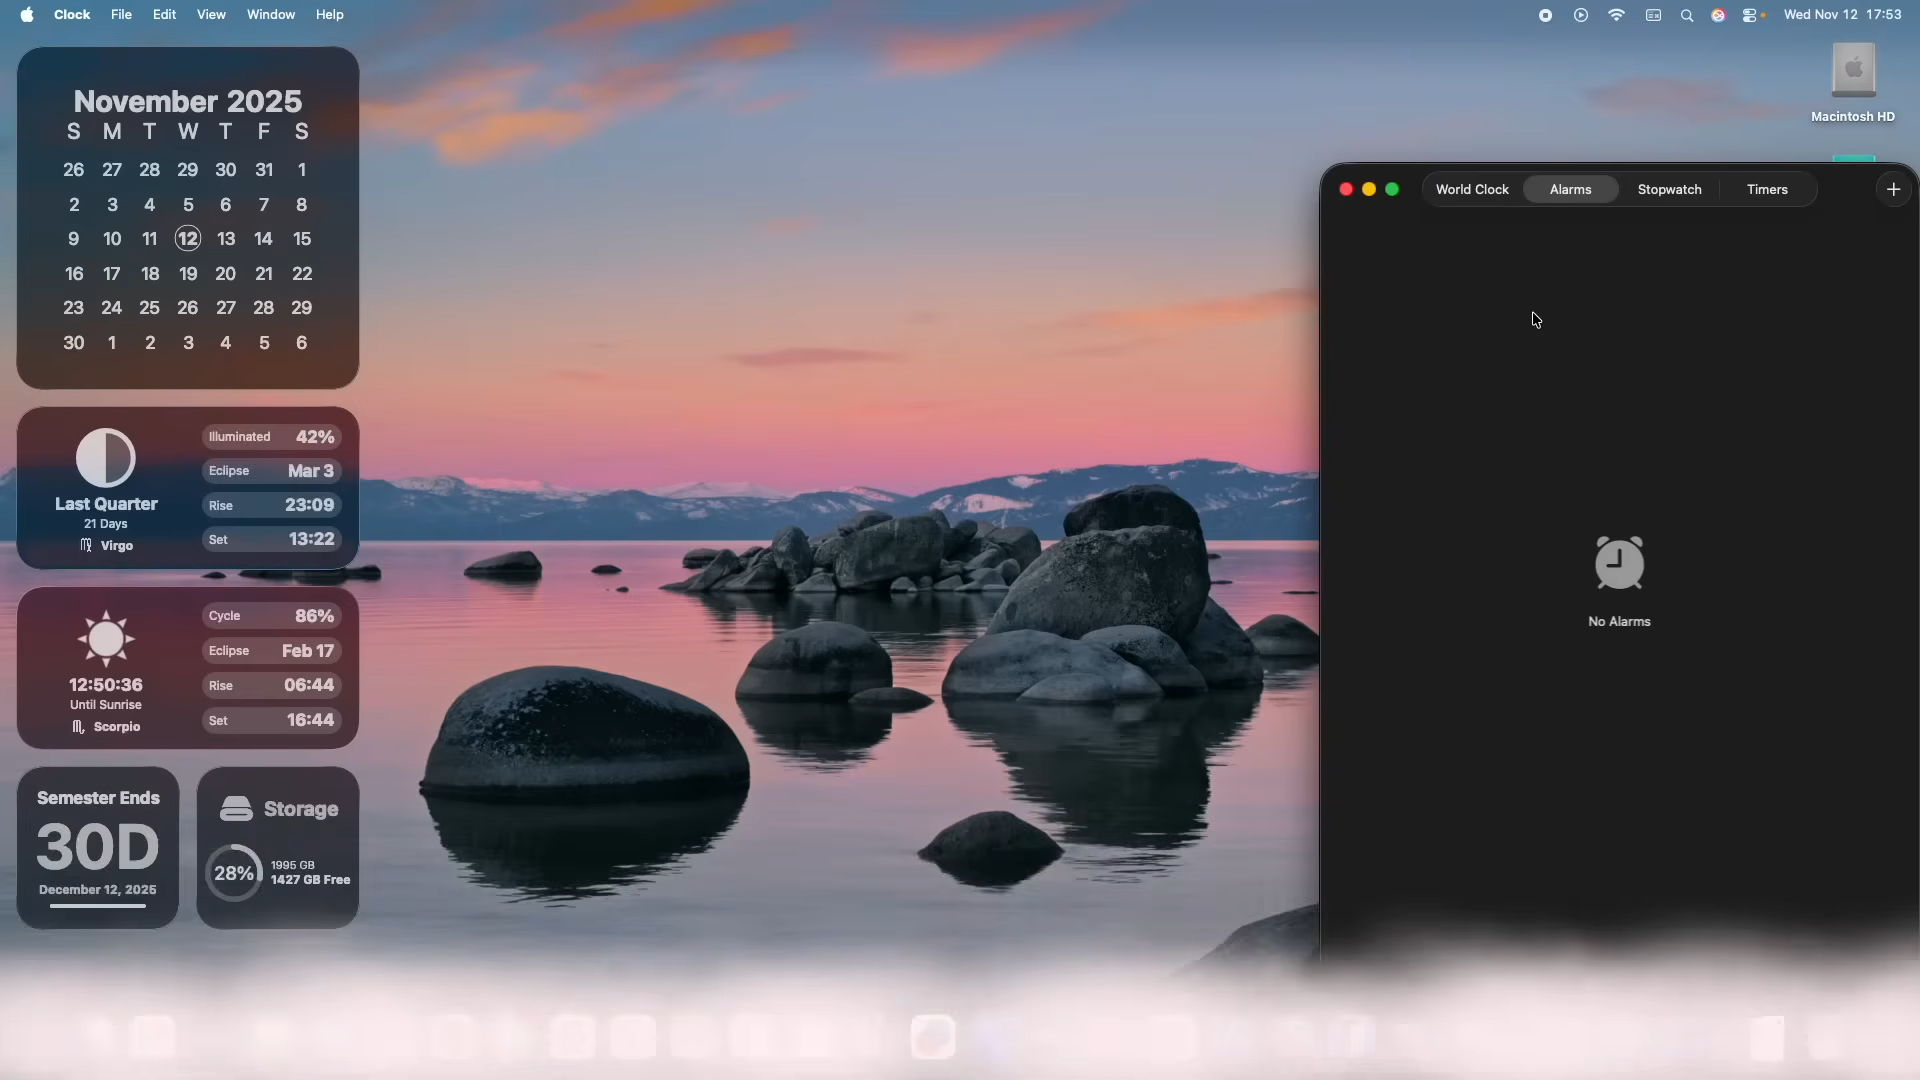 Clock File Edit View Window Help
Wed Nov 12 17:53
Macintosh HD
November 2025
S M T W T F S
26 27 28 29 30 31 1
2 3 4 5 6 7 8
9 10 11 12 13 14 15
16 17 18 19 20 21 22
23 24 25 26 27 28 29
30 1 2 3 4 5 6
Last Quarter
21 Days
♍︎ Virgo
Illuminated 42%
Eclipse Mar 3
Rise 23:09
Set 13:22
12:50:36
Until Sunrise
♏︎ Scorpio
Cycle 86%
Eclipse Feb 17
Rise 06:44
Set 16:44
Semester Ends
30D
December 12, 2025
Storage
28%
1995 GB
1427 GB Free
World Clock Alarms Stopwatch Timers +
No Alarms